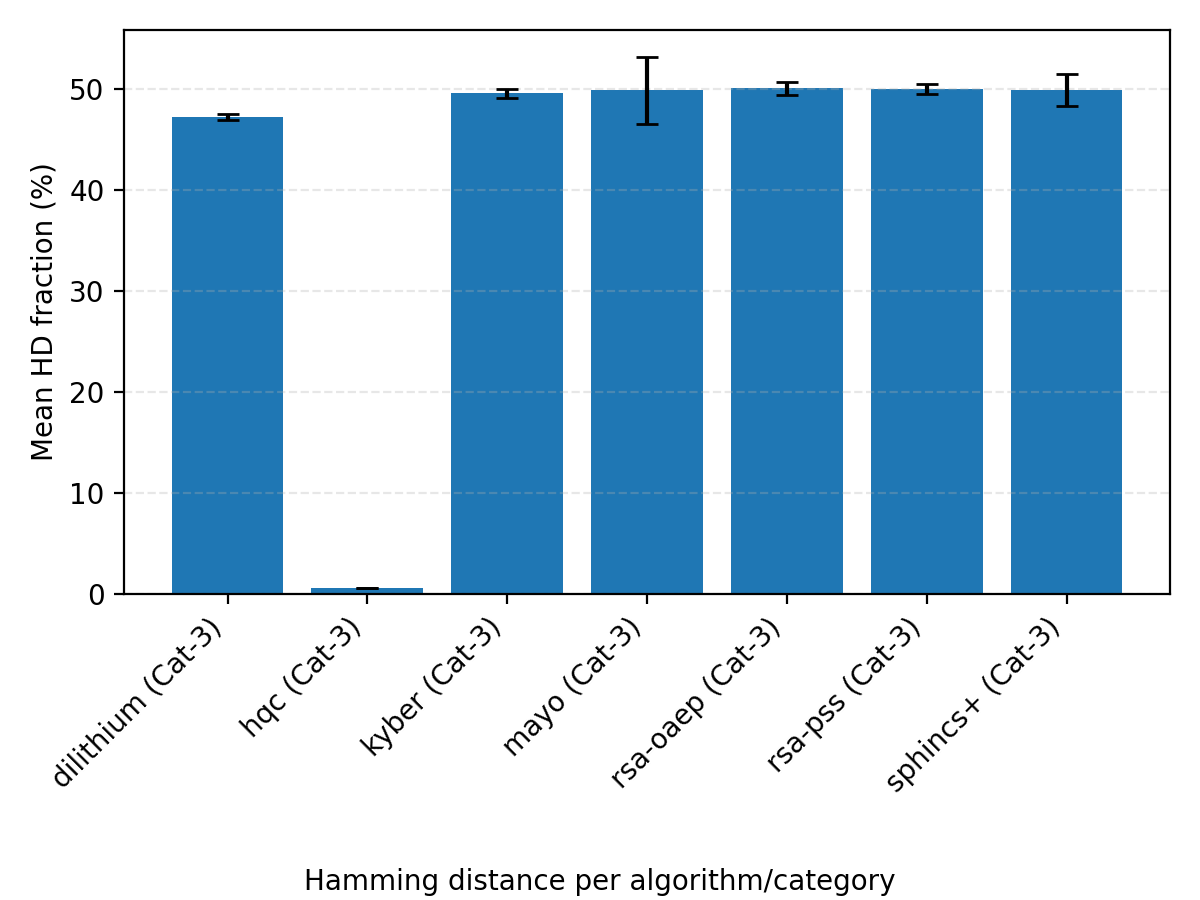 Mean HD fraction (%)
50
40
30
20
10
0
dilithium (Cat-3)
hqc (Cat-3)
kyber (Cat-3)
mayo (Cat-3)
rsa-oaep (Cat-3)
rsa-pss (Cat-3)
sphincs+ (Cat-3)
Hamming distance per algorithm/category